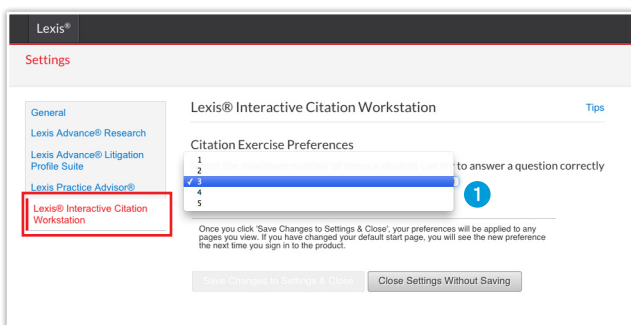 Lexis®
Settings
General
Lexis Advance® Research
Lexis Advance® Litigation
Profile Suite
Lexis Practice Advisor®
Lexis® Interactive Citation
Workstation
Lexis® Interactive Citation Workstation
Tips
Citation Exercise Preferences
1
2
✓ 3
4
5
to answer a question correctly
1
Once you click 'Save Changes to Settings & Close', your preferences will be applied to any
pages you view. If you have changed your default start page, you will see the new preference
the next time you sign in to the product.
Save Changes to Settings & Close
Close Settings Without Saving